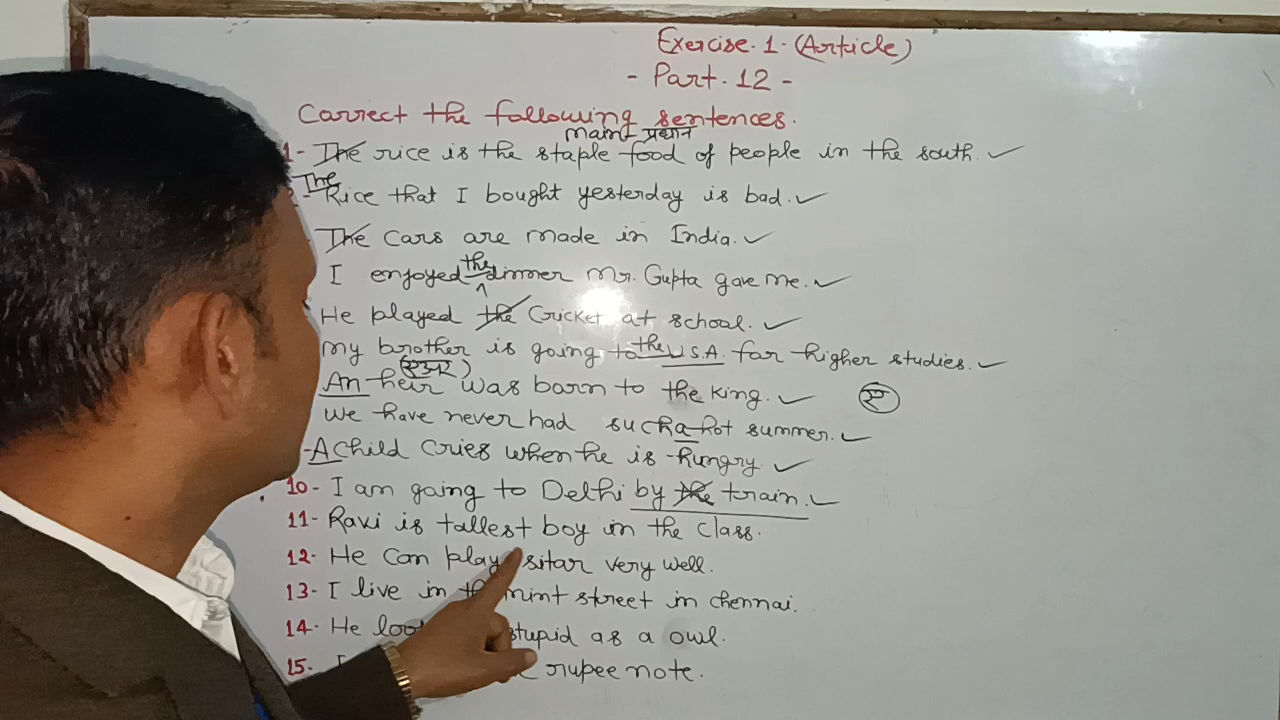 Exercise-1-(Article)
- Part-12 -
Correct the following sentences.
main प्रधान
1- The rice is the staple food of people in the south.
The
Rice that I bought yesterday is bad.
The cars are made in India.
I enjoyed the dinner Mr. Gupta gave me.
He played the Cricket at school.
My brother is going to the U.S.A. for higher studies.
An heir was born to the king.
We have never had such a hot summer.
A child cries when he is hungry.
10- I am going to Delhi by the train.
11- Ravi is tallest boy in the class.
12- He can play sitar very well.
13- I live in mint street in chennai.
14- He stupid as a owl.
15- rupee note.